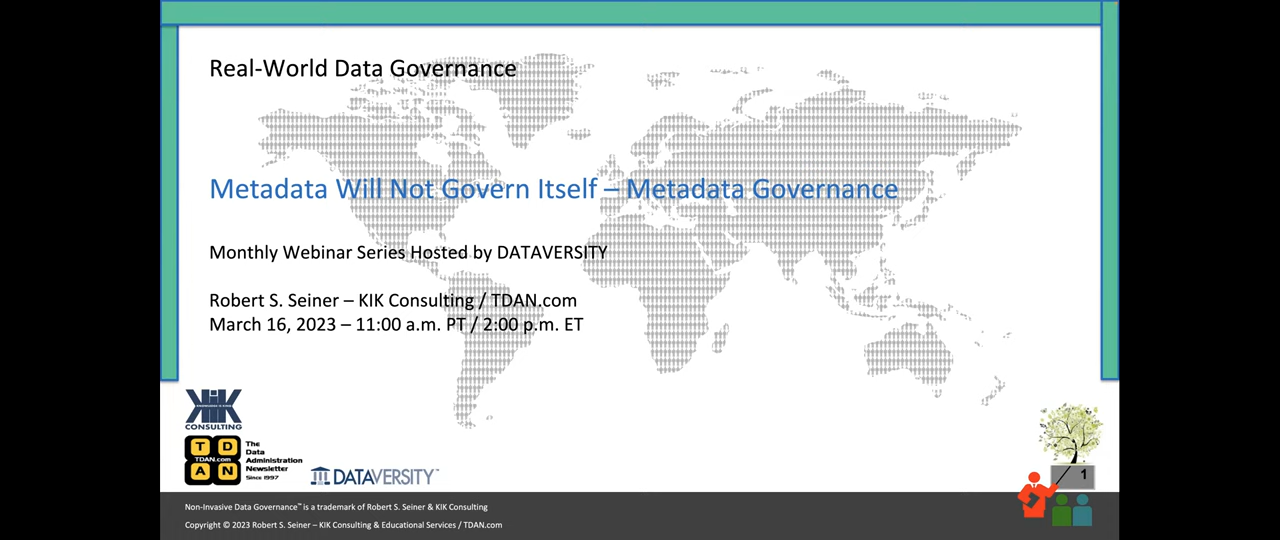 Real-World Data Governance
Metadata Will Not Govern Itself – Metadata Governance
Monthly Webinar Series Hosted by DATAVERSITY
Robert S. Seiner – KIK Consulting / TDAN.com
March 16, 2023 – 11:00 a.m. PT / 2:00 p.m. ET
KIK
CONSULTING
T D
TDAN.com
A N
The
Data
Administration
Newsletter
Since 1997
DATAVERSITY™
1
Non-Invasive Data Governance™ is a trademark of Robert S. Seiner & KIK Consulting
Copyright © 2023 Robert S. Seiner – KIK Consulting & Educational Services / TDAN.com